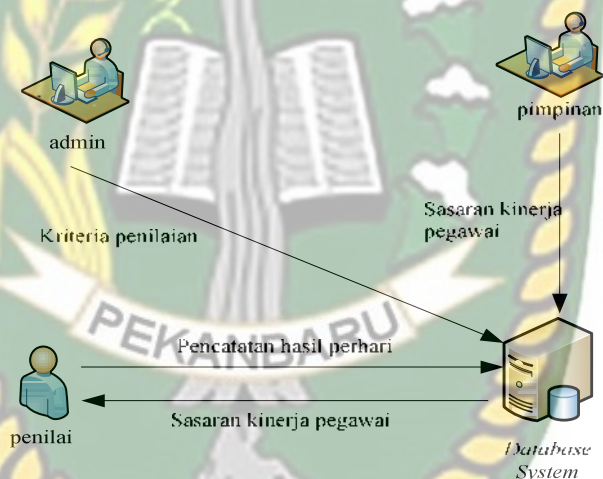 admin
pimpinan
Sasaran kinerja
pegawai
Kriteria penilaian
PEKANBARU
Pencatatan hasil perhari
Sasaran kinerja pegawai
penilai
Database
System